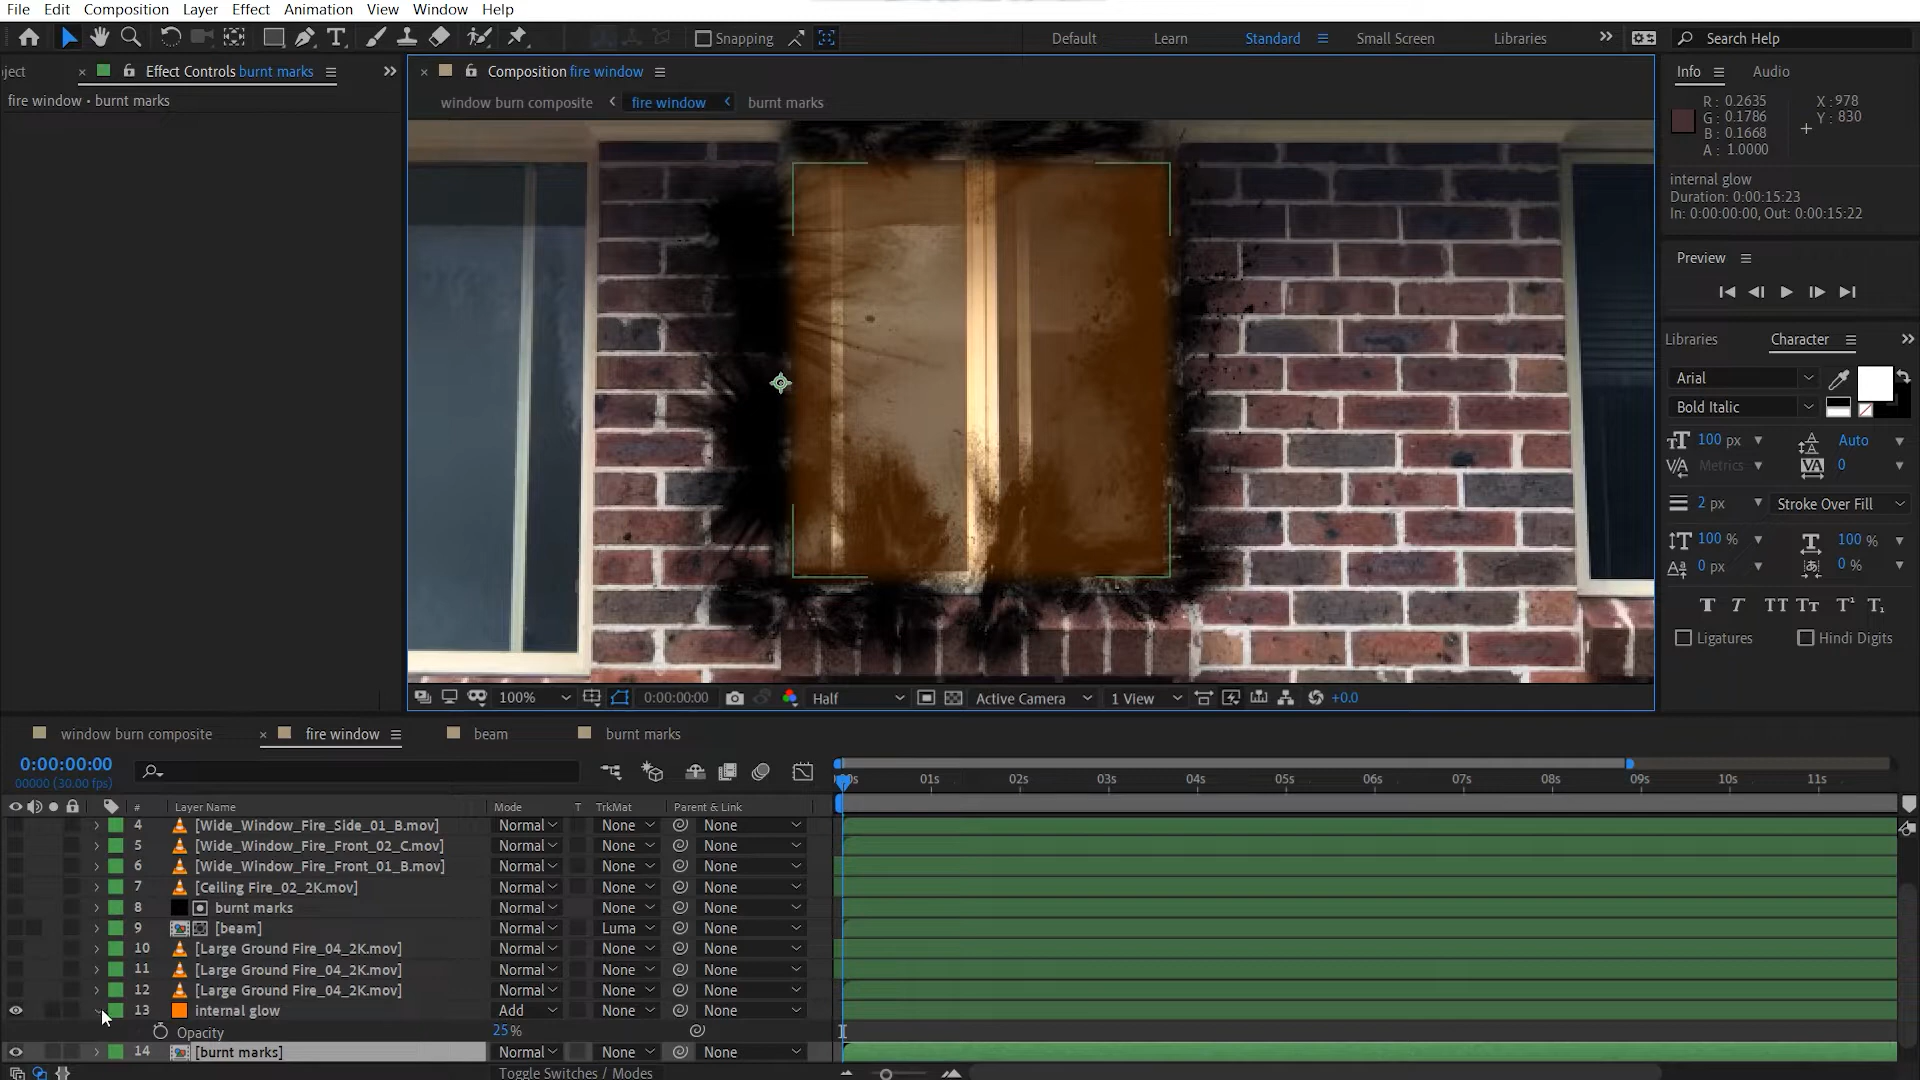 File Edit Composition Layer Effect Animation View Window Help
Snapping Default Learn Standard Small Screen Libraries Search Help
ject Effect Controls burnt marks
fire window • burnt marks
Composition fire window
window burn composite fire window burnt marks
Info Audio
R: 0.2635
G: 0.1786
B: 0.1668
A: 1.0000
X: 978
Y: 830
internal glow
Duration: 0:00:15:23
In: 0:00:00:00, Out: 0:00:15:22
Preview
Libraries Character
Arial
Bold Italic
100 px Auto
Metrics 0
2 px Stroke Over Fill
100 % 100 %
0 px 0 %
T T TT Tt T¹ T₁
Ligatures Hindi Digits
100% 0:00:00:00 Half Active Camera 1 View +0.0
window burn composite fire window beam burnt marks
0:00:00:00
00000 (30.00 fps)
00s 01s 02s 03s 04s 05s 06s 07s 08s 09s 10s 11s
# Layer Name Mode T TrkMat Parent & Link
4 [Wide_Window_Fire_Side_01_B.mov] Normal None None
5 [Wide_Window_Fire_Front_02_C.mov] Normal None None
6 [Wide_Window_Fire_Front_01_B.mov] Normal None None
7 [Ceiling Fire_02_2K.mov] Normal None None
8 burnt marks Normal None None
9 [beam] Normal Luma None
10 [Large Ground Fire_04_2K.mov] Normal None None
11 [Large Ground Fire_04_2K.mov] Normal None None
12 [Large Ground Fire_04_2K.mov] Normal None None
13 internal glow Add None None
Opacity 25%
14 [burnt marks] Normal None None
Toggle Switches / Modes